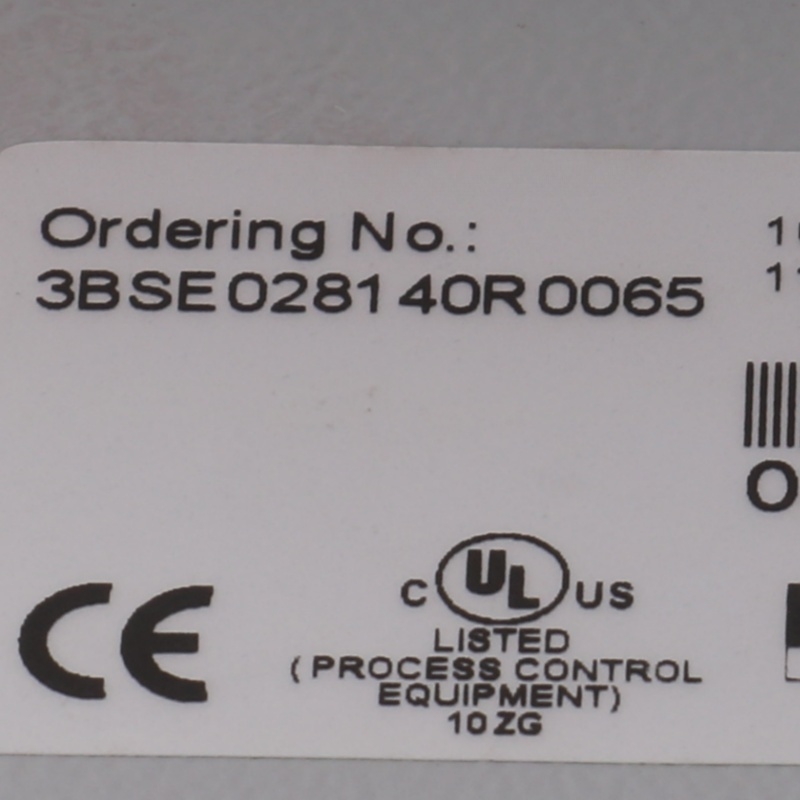 Ordering No.:
3BSE028140R0065
CE
C UL US
LISTED
(PROCESS CONTROL
EQUIPMENT)
10ZG